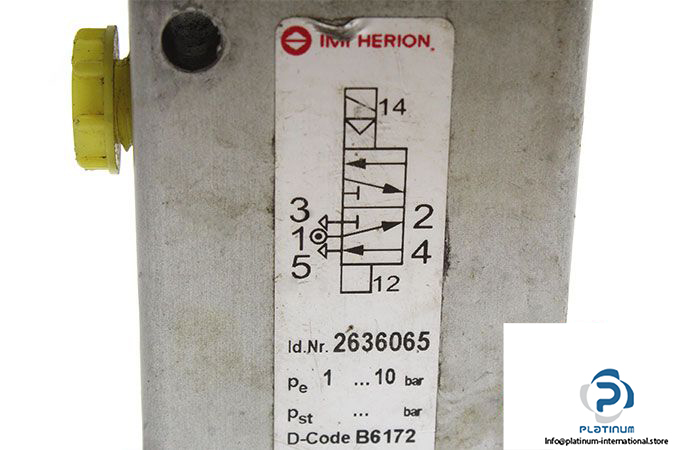 IMI HERION
14
3
2
1
5
4
12
Id.Nr. 2636065
pe 1 ... 10 bar
pst ... bar
D-Code B6172
PLATINUM
info@platinum-international.store